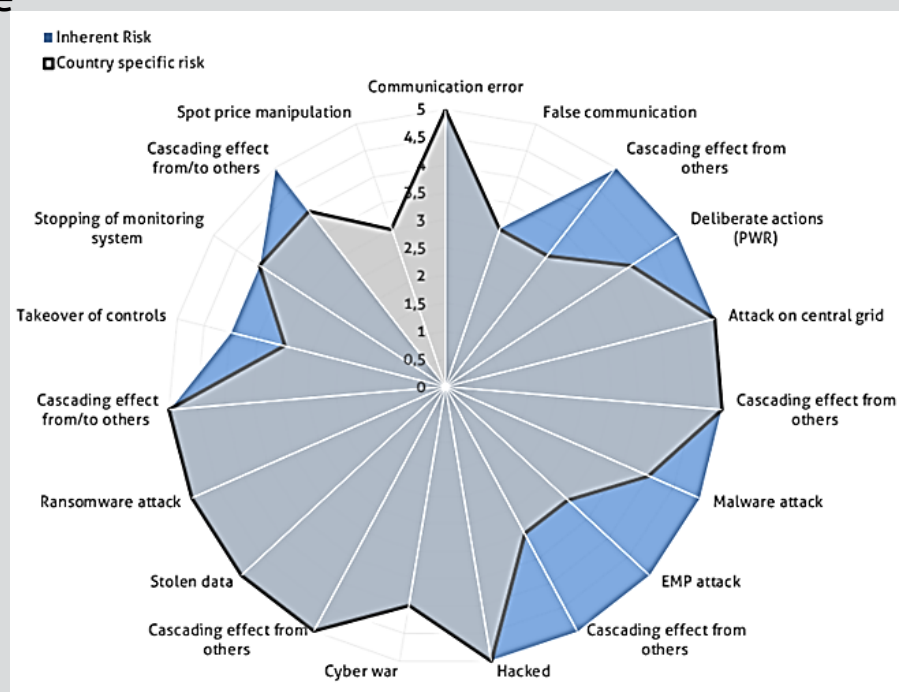 Inherent Risk
Country specific risk
Communication error
Spot price manipulation
False communication
Cascading effect
from/to others
Cascading effect from
others
Stopping of monitoring
system
Deliberate actions
(PWR)
Takeover of controls
Attack on central grid
Cascading effect
from/to others
Cascading effect from
others
Ransomware attack
Malware attack
Stolen data
EMP attack
Cascading effect from
others
Cascading effect from
others
Cyber war
Hacked
5
4,5
4
3,5
3
2,5
2
1,5
1
0,5
0